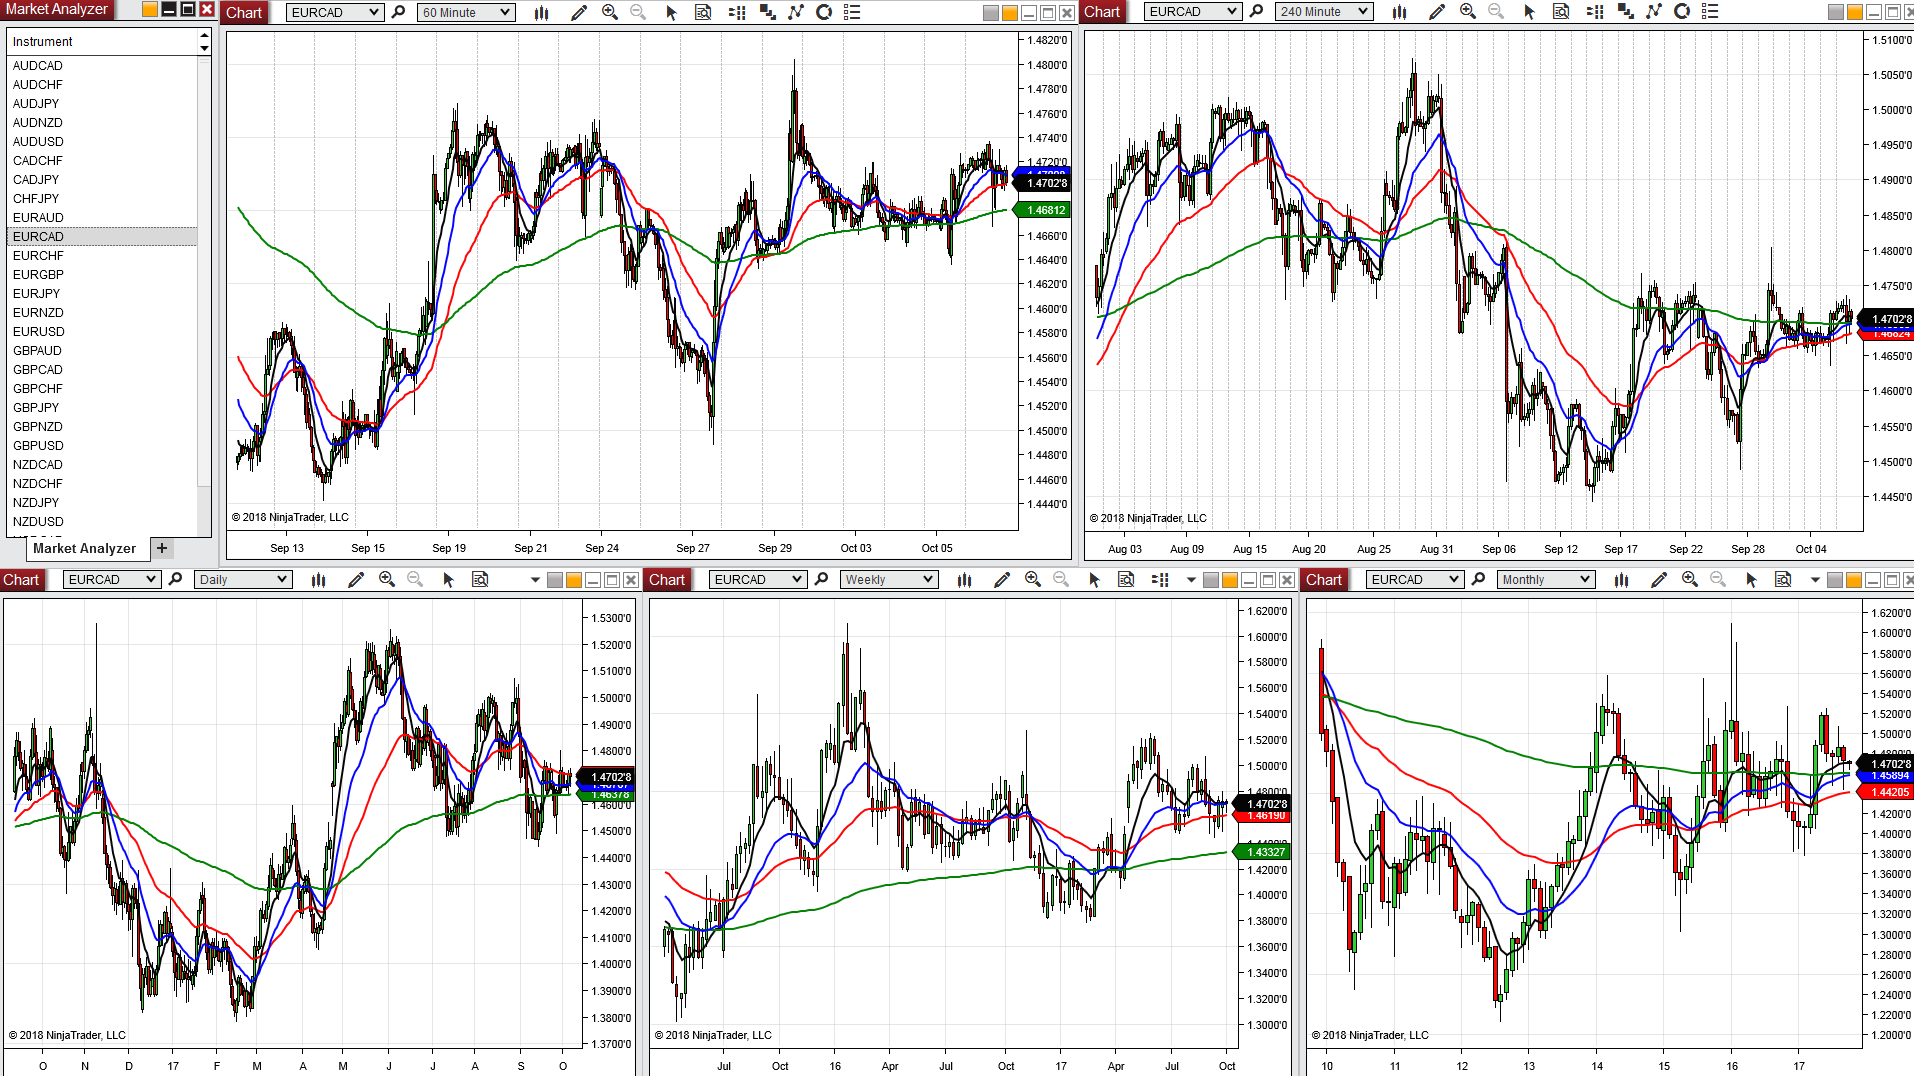 Market Analyzer
Instrument
AUDCAD
AUDCHF
AUDJPY
AUDNZD
AUDUSD
CADCHF
CADJPY
CHFJPY
EURAUD
EURCAD
EURCHF
EURGBP
EURJPY
EURNZD
EURUSD
GBPAUD
GBPCAD
GBPCHF
GBPJPY
GBPNZD
GBPUSD
NZDCAD
NZDCHF
NZDJPY
NZDUSD
Market Analyzer +
Chart EURCAD 60 Minute
1.4820'0
1.4800'0
1.4780'0
1.4760'0
1.4740'0
1.4720'0
1.4702'8
1.46812
1.4660'0
1.4640'0
1.4620'0
1.4600'0
1.4580'0
1.4560'0
1.4540'0
1.4520'0
1.4500'0
1.4480'0
1.4460'0
1.4440'0
© 2018 NinjaTrader, LLC
Sep 13 Sep 15 Sep 19 Sep 21 Sep 24 Sep 27 Sep 29 Oct 03 Oct 05
Chart EURCAD 240 Minute
1.5100'0
1.5050'0
1.5000'0
1.4950'0
1.4900'0
1.4850'0
1.4800'0
1.4750'0
1.4702'8
1.4650'0
1.4600'0
1.4550'0
1.4500'0
1.4450'0
© 2018 NinjaTrader, LLC
Aug 03 Aug 09 Aug 15 Aug 20 Aug 25 Aug 31 Sep 06 Sep 12 Sep 17 Sep 22 Sep 28 Oct 04
Chart EURCAD Daily
1.5300'0
1.5200'0
1.5100'0
1.5000'0
1.4900'0
1.4800'0
1.4702'8
1.46378
1.4600'0
1.4500'0
1.4400'0
1.4300'0
1.4200'0
1.4100'0
1.4000'0
1.3900'0
1.3800'0
1.3700'0
© 2018 NinjaTrader, LLC
O N D 17 F M A M J J A S O
Chart EURCAD Weekly
1.6200'0
1.6000'0
1.5800'0
1.5600'0
1.5400'0
1.5200'0
1.5000'0
1.4800'0
1.4702'8
1.46190
1.43327
1.4200'0
1.4000'0
1.3800'0
1.3600'0
1.3400'0
1.3200'0
1.3000'0
© 2018 NinjaTrader, LLC
Jul Oct 16 Apr Jul Oct 17 Apr Jul Oct
Chart EURCAD Monthly
1.6200'0
1.6000'0
1.5800'0
1.5600'0
1.5400'0
1.5200'0
1.5000'0
1.4702'8
1.45894
1.44205
1.4200'0
1.4000'0
1.3800'0
1.3600'0
1.3400'0
1.3200'0
1.3000'0
1.2800'0
1.2600'0
1.2400'0
1.2200'0
1.2000'0
© 2018 NinjaTrader, LLC
10 11 12 13 14 15 16 17